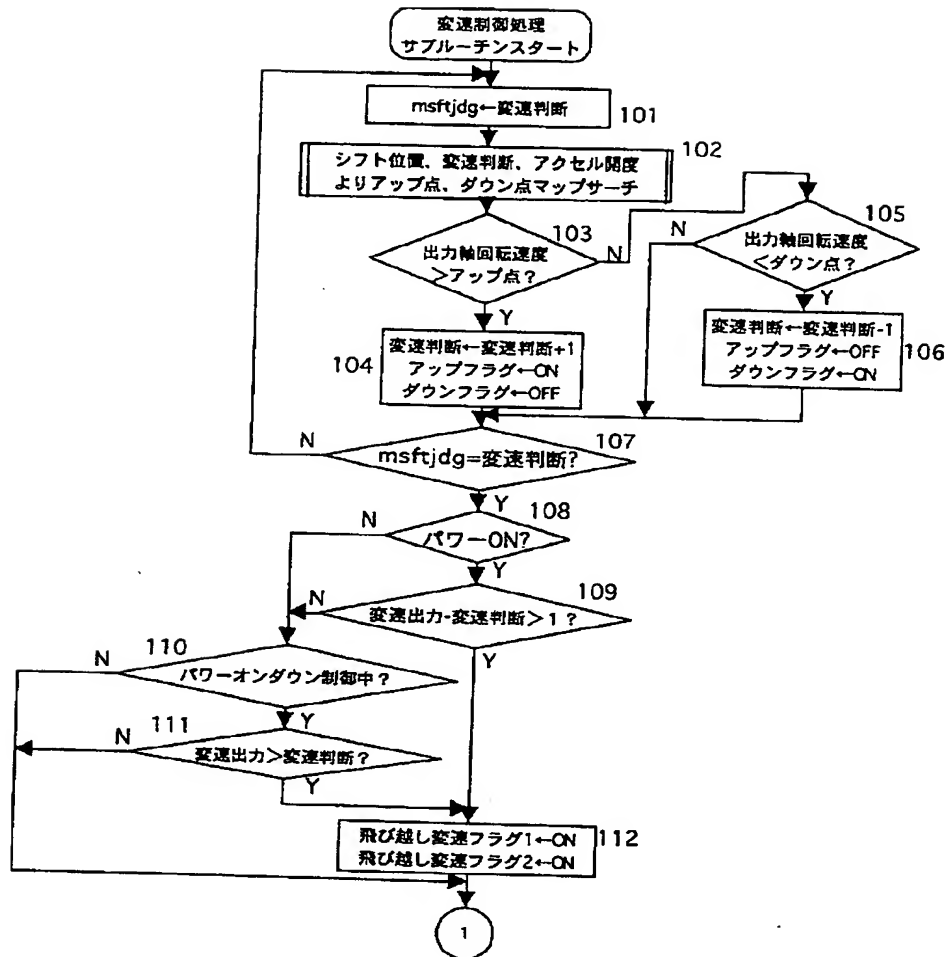 変速制御処理
サブルーチンスタート
msftjdg←変速判断
101
シフト位置、変速判断、アクセル開度
よりアップ点、ダウン点マップサーチ
102
出力軸回転速度
＞アップ点？
103
N
Y
出力軸回転速度
＜ダウン点？
105
N
Y
変速判断←変速判断+1
アップフラグ←ON
ダウンフラグ←OFF
104
変速判断←変速判断-1
アップフラグ←OFF
ダウンフラグ←ON
106
msftjdg=変速判断?
107
N
Y
パワーON?
108
N
Y
変速出力-変速判断＞1？
109
N
Y
パワーオンダウン制御中？
110
N
Y
変速出力＞変速判断？
111
N
Y
飛び越し変速フラグ1←ON
飛び越し変速フラグ2←ON
112
1